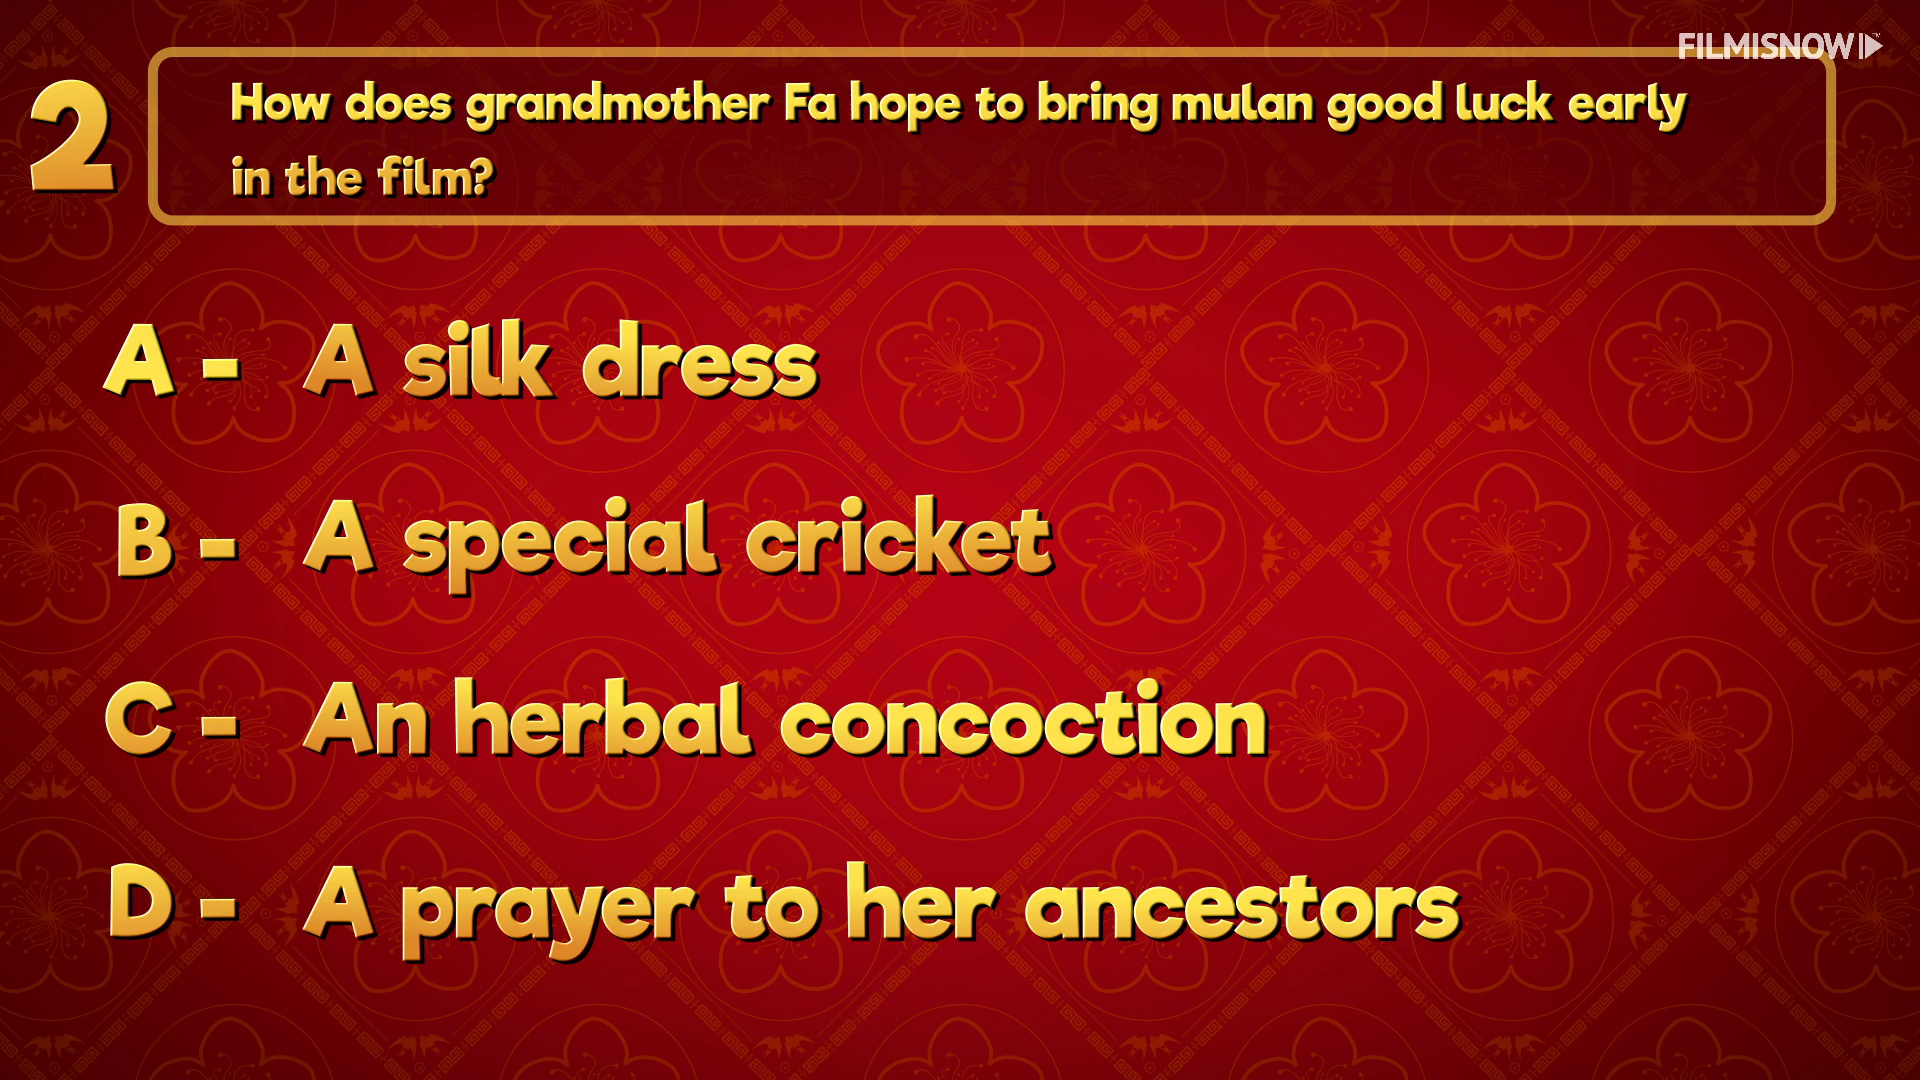 FILMISNOW
2
How does grandmother Fa hope to bring mulan good luck early
in the film?
A - A silk dress
B - A special cricket
C - An herbal concoction
D - A prayer to her ancestors